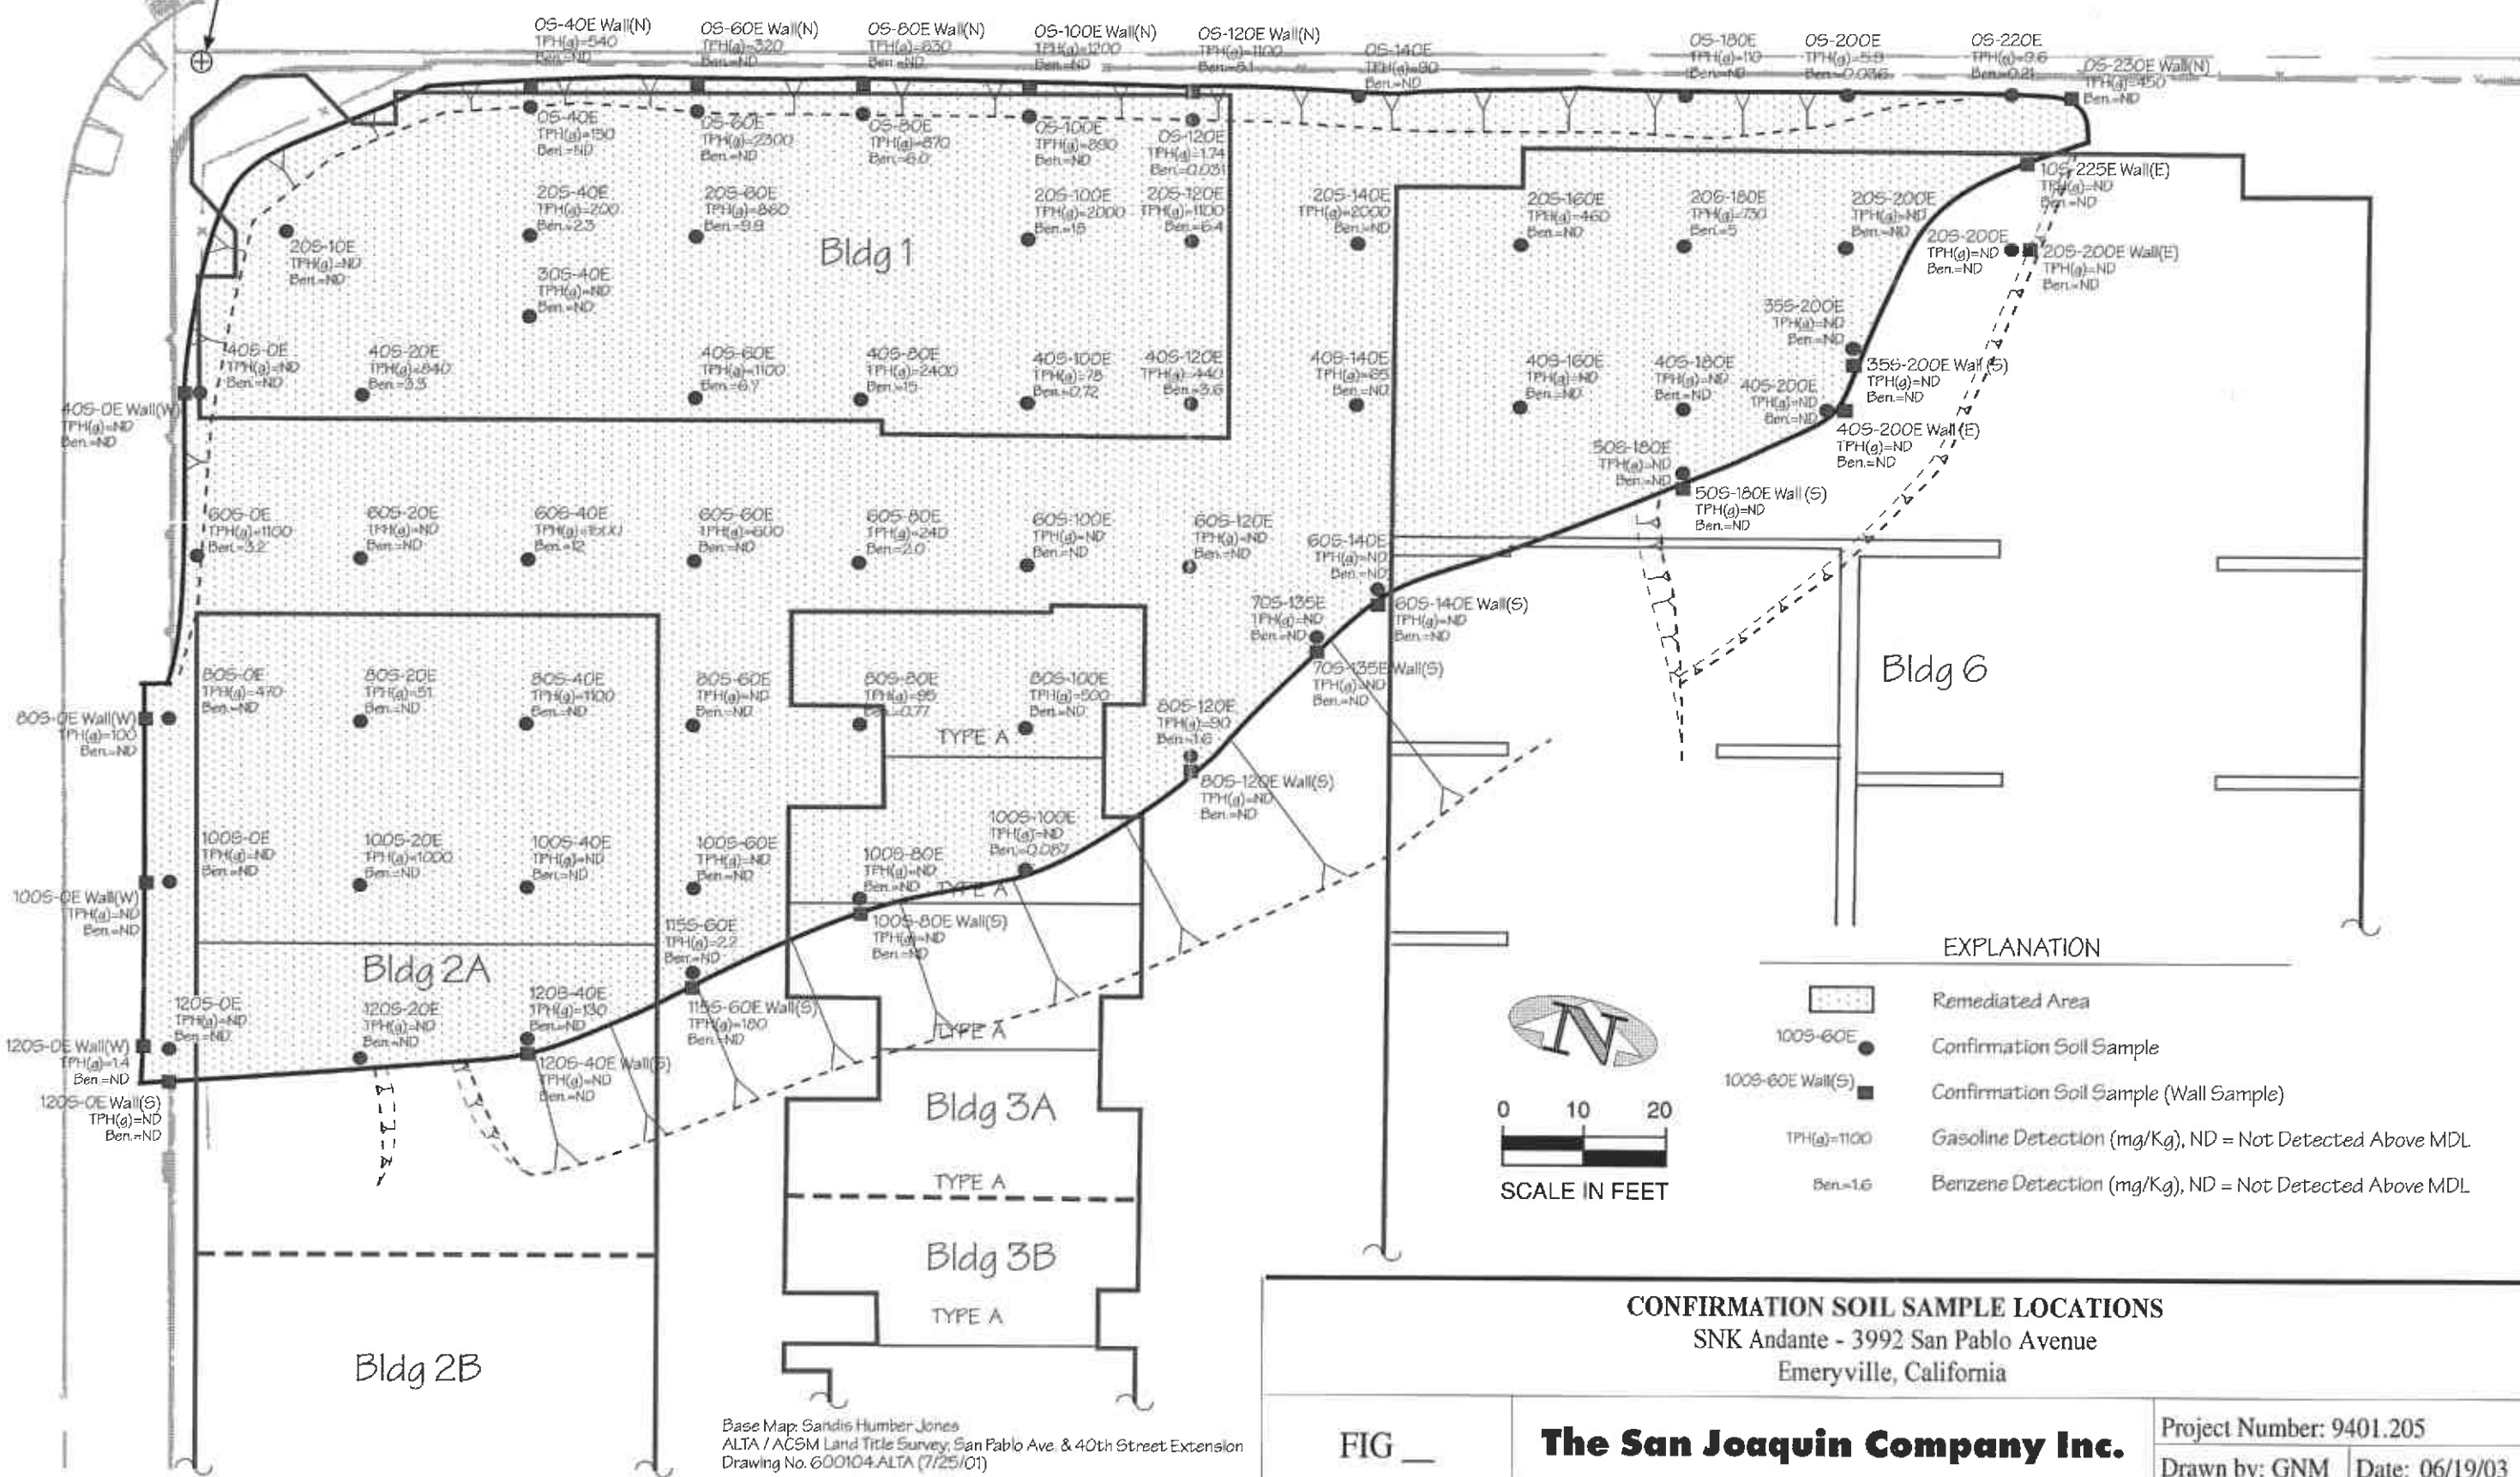 0S-40E Wall(N)
TPH(g)=540
Ben.=ND
0S-60E Wall(N)
TPH(g)=320
Ben.=ND
0S-80E Wall(N)
TPH(g)=630
Ben.=ND
0S-100E Wall(N)
TPH(g)=1200
Ben.=ND
0S-120E Wall(N)
TPH(g)=1100
Ben.=8.1
0S-140E
TPH(g)=90
Ben.=ND
0S-180E
TPH(g)=110
Ben.=ND
0S-200E
TPH(g)=5.9
Ben.=0.036
0S-220E
TPH(g)=9.6
Ben.=0.21
0S-230E Wall(N)
TPH(g)=450
Ben.=ND
0S-40E
TPH(g)=150
Ben.=ND
0S-60E
TPH(g)=2300
Ben.=ND
0S-80E
TPH(g)=870
Ben.=6.0
0S-100E
TPH(g)=890
Ben.=ND
0S-120E
TPH(g)=1.74
Ben.=0.031
10S-225E Wall(E)
TPH(g)=ND
Ben.=ND
20S-10E
TPH(g)=ND
Ben.=ND
20S-40E
TPH(g)=200
Ben.=2.3
20S-60E
TPH(g)=860
Ben.=9.9
Bldg 1
20S-100E
TPH(g)=2000
Ben.=18
20S-120E
TPH(g)=1100
Ben.=6.4
20S-140E
TPH(g)=2000
Ben.=ND
20S-160E
TPH(g)=460
Ben.=ND
20S-180E
TPH(g)=730
Ben.=5
20S-200E
TPH(g)=ND
Ben.=ND
20S-200E
TPH(g)=ND
Ben.=ND
20S-200E Wall(E)
TPH(g)=ND
Ben.=ND
30S-40E
TPH(g)=ND
Ben.=ND
35S-200E
TPH(g)=ND
Ben.=ND
35S-200E Wall (S)
TPH(g)=ND
Ben.=ND
40S-0E
TPH(g)=ND
Ben.=ND
40S-20E
TPH(g)=840
Ben.=3.3
40S-60E
TPH(g)=1100
Ben.=6.7
40S-80E
TPH(g)=2400
Ben.=15
40S-100E
TPH(g)=78
Ben.=0.72
40S-120E
TPH(g)=440
Ben.=3.6
40S-140E
TPH(g)=65
Ben.=ND
40S-160E
TPH(g)=ND
Ben.=ND
40S-180E
TPH(g)=ND
Ben.=ND
40S-200E
TPH(g)=ND
Ben.=ND
40S-200E Wall (E)
TPH(g)=ND
Ben.=ND
40S-0E Wall(W)
TPH(g)=ND
Ben.=ND
50S-180E
TPH(g)=ND
Ben.=ND
50S-180E Wall (S)
TPH(g)=ND
Ben.=ND
60S-0E
TPH(g)=1100
Ben.=3.2
60S-20E
TPH(g)=ND
Ben.=ND
60S-40E
TPH(g)=1500
Ben.=12
60S-60E
TPH(g)=600
Ben.=ND
60S-80E
TPH(g)=240
Ben.=2.0
60S-100E
TPH(g)=ND
Ben.=ND
60S-120E
TPH(g)=ND
Ben.=ND
60S-140E
TPH(g)=ND
Ben.=ND
60S-140E Wall(S)
TPH(g)=ND
Ben.=ND
70S-135E
TPH(g)=ND
Ben.=ND
70S-135E Wall(S)
TPH(g)=ND
Ben.=ND
Bldg 6
80S-0E Wall(W)
TPH(g)=100
Ben.=ND
80S-0E
TPH(g)=470
Ben.=ND
80S-20E
TPH(g)=51
Ben.=ND
80S-40E
TPH(g)=1100
Ben.=ND
80S-60E
TPH(g)=ND
Ben.=ND
80S-80E
TPH(g)=95
Ben.=0.77
80S-100E
TPH(g)=500
Ben.=ND
80S-120E
TPH(g)=90
Ben.=1.6
80S-120E Wall(S)
TPH(g)=ND
Ben.=ND
TYPE A
100S-0E Wall(W)
TPH(g)=ND
Ben.=ND
100S-0E
TPH(g)=ND
Ben.=ND
100S-20E
TPH(g)=1000
Ben.=ND
100S-40E
TPH(g)=ND
Ben.=ND
100S-60E
TPH(g)=ND
Ben.=ND
100S-80E
TPH(g)=ND
Ben.=ND
100S-100E
TPH(g)=ND
Ben.=0.087
TYPE A
100S-80E Wall(S)
TPH(g)=ND
Ben.=ND
115S-60E
TPH(g)=2.2
Ben.=ND
115S-60E Wall(S)
TPH(g)=180
Ben.=ND
Bldg 2A
120S-0E
TPH(g)=ND
Ben.=ND
120S-20E
TPH(g)=ND
Ben.=ND
120S-40E
TPH(g)=130
Ben.=ND
120S-0E Wall(W)
TPH(g)=1.4
Ben.=ND
120S-0E Wall(S)
TPH(g)=ND
Ben.=ND
120S-40E Wall(S)
TPH(g)=ND
Ben.=ND
TYPE A
Bldg 3A
TYPE A
Bldg 3B
TYPE A
Bldg 2B
EXPLANATION
Remediated Area
100S-60E
Confirmation Soil Sample
100S-60E Wall(S)
Confirmation Soil Sample (Wall Sample)
TPH(g)=1100
Gasoline Detection (mg/Kg), ND = Not Detected Above MDL
Ben.=1.6
Benzene Detection (mg/Kg), ND = Not Detected Above MDL
N
0 10 20
SCALE IN FEET
Base Map: Sandis Humber Jones
ALTA / ACSM Land Title Survey; San Pablo Ave. & 40th Street Extension
Drawing No. 600104.ALTA (7/25/01)
CONFIRMATION SOIL SAMPLE LOCATIONS
SNK Andante - 3992 San Pablo Avenue
Emeryville, California
FIG __
The San Joaquin Company Inc.
Project Number: 9401.205
Drawn by: GNM
Date: 06/19/03